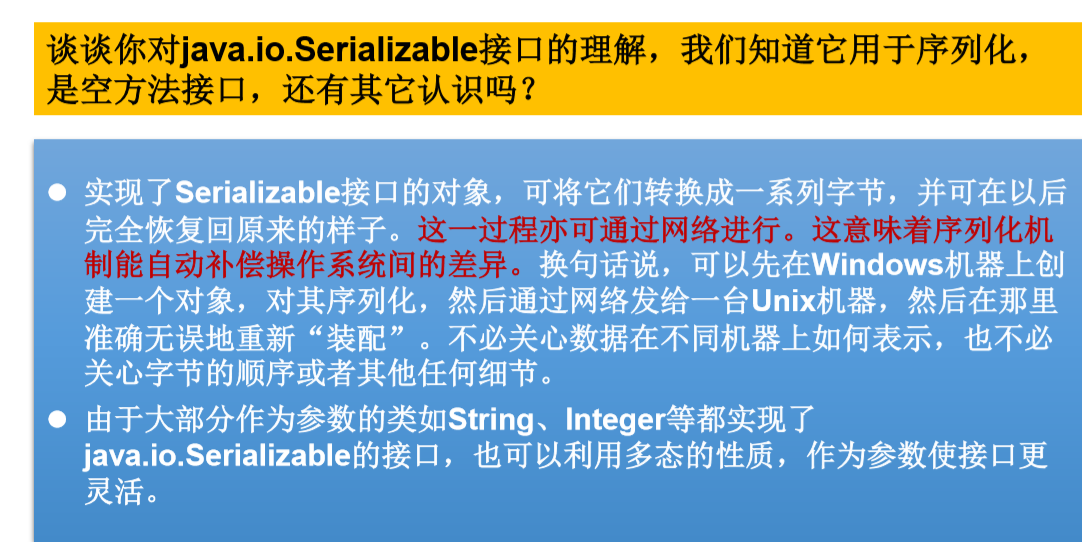 谈谈你对java.io.Serializable接口的理解，我们知道它用于序列化，
是空方法接口，还有其它认识吗？
● 实现了Serializable接口的对象，可将它们转换成一系列字节，并可在以后
完全恢复回原来的样子。这一过程亦可通过网络进行。这意味着序列化机
制能自动补偿操作系统间的差异。换句话说，可以先在Windows机器上创
建一个对象，对其序列化，然后通过网络发给一台Unix机器，然后在那里
准确无误地重新“装配”。不必关心数据在不同机器上如何表示，也不必
关心字节的顺序或者其他任何细节。
● 由于大部分作为参数的类如String、Integer等都实现了
java.io.Serializable的接口，也可以利用多态的性质，作为参数使接口更
灵活。